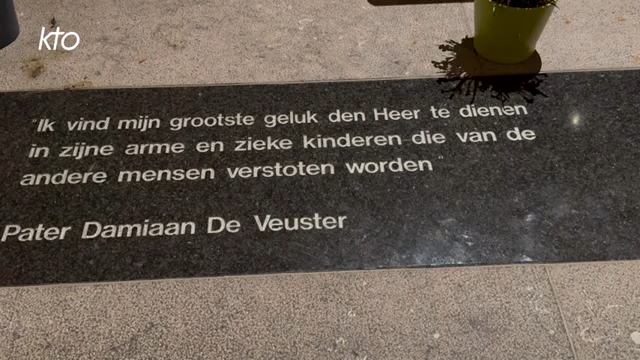 kto
"Ik vind mijn grootste geluk den Heer te dienen
in zijne arme en zieke kinderen die van de
andere mensen verstoten worden"
Pater Damiaan De Veuster